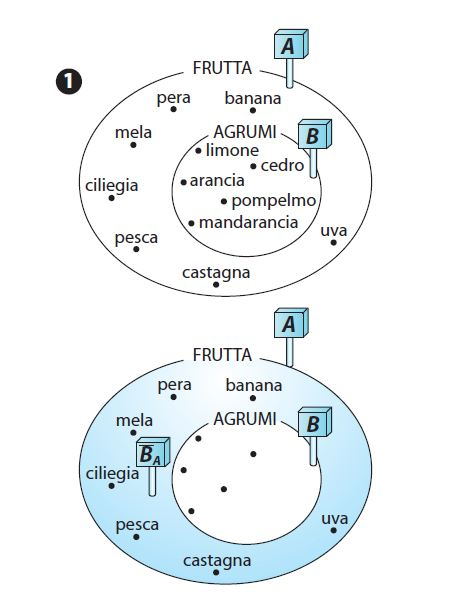 1
A
FRUTTA
pera
banana
mela
AGRUMI
B
limone
cedro
ciliegia
arancia
pompelmo
mandarancia
pesca
uva
castagna
A
FRUTTA
pera
banana
mela
AGRUMI
B
B̅A
ciliegia
pesca
uva
castagna